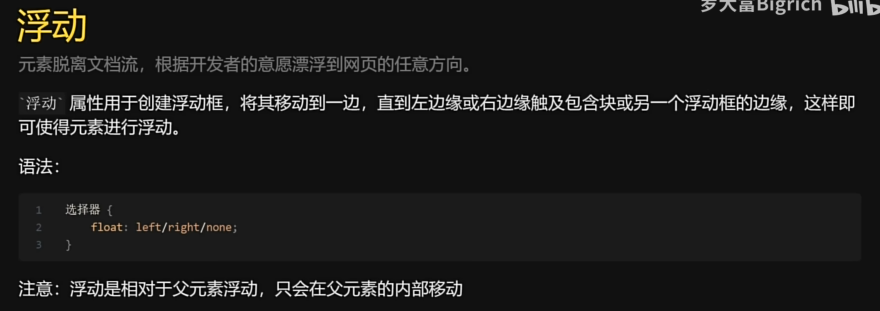 罗大富Bigrich bilib
浮动
元素脱离文档流，根据开发者的意愿漂浮到网页的任意方向。
`浮动` 属性用于创建浮动框，将其移动到一边，直到左边缘或右边缘触及包含块或另一个浮动框的边缘，这样即
可使得元素进行浮动。
语法：
1 选择器 {
2 float: left/right/none;
3 }
注意：浮动是相对于父元素浮动，只会在父元素的内部移动